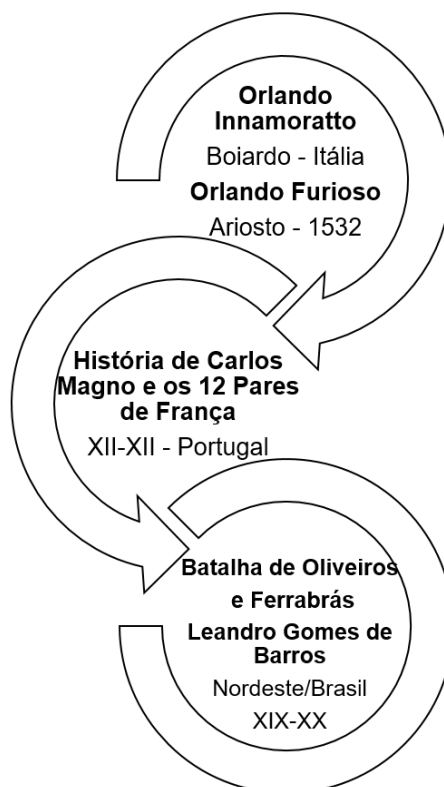 Orlando
Innamoratto
Boiardo - Itália
Orlando Furioso
Ariosto - 1532
História de Carlos
Magno e os 12 Pares
de França
XII-XII - Portugal
Batalha de Oliveiros
e Ferrabrás
Leandro Gomes de
Barros
Nordeste/Brasil
XIX-XX